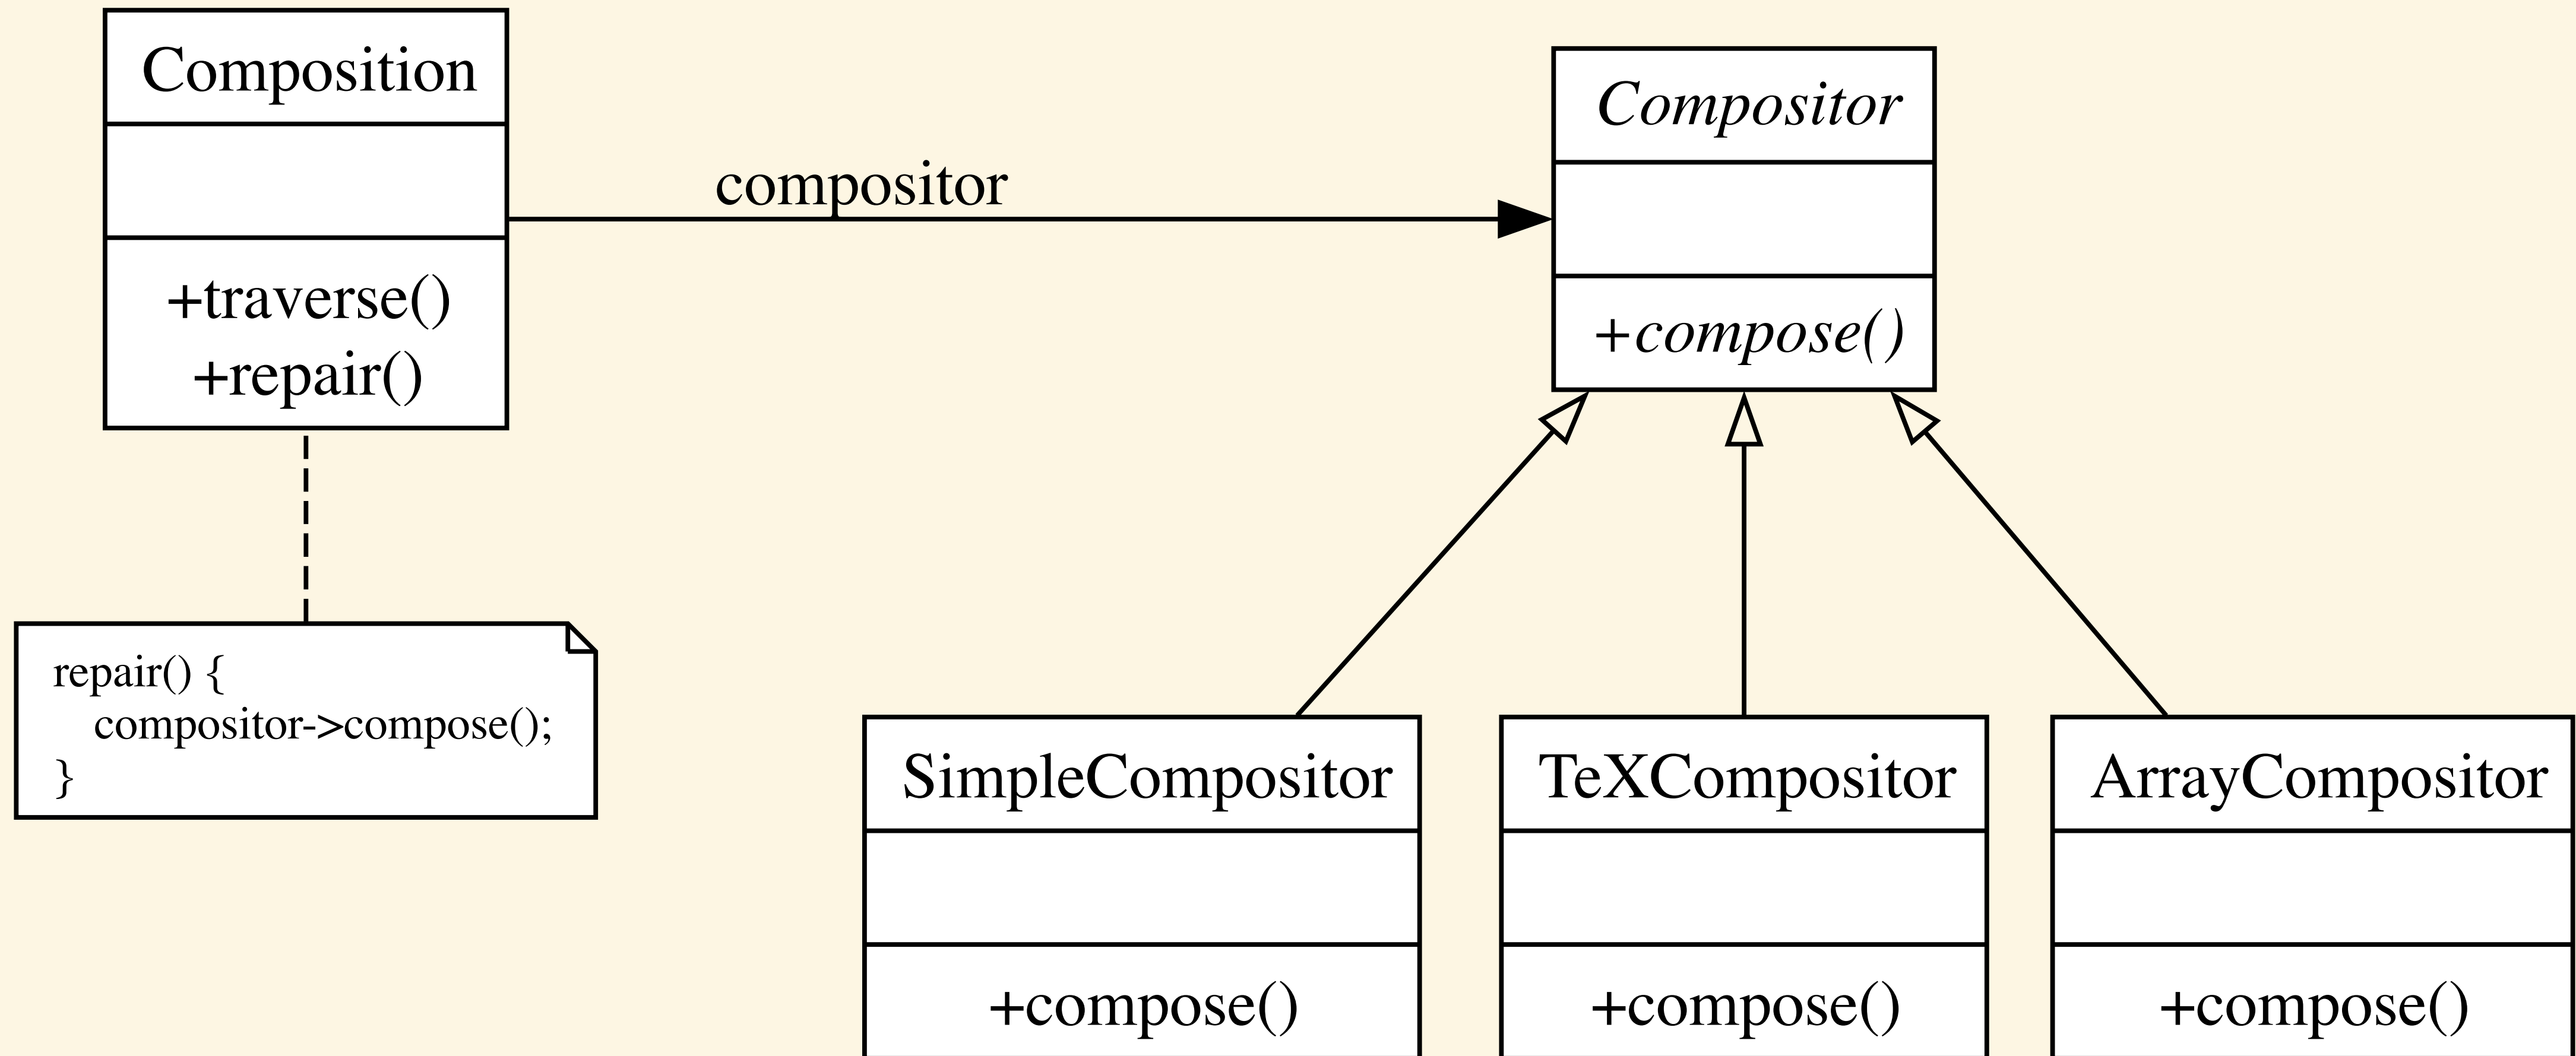 Composition
+traverse()
+repair()
compositor
Compositor
+compose()
repair() {
    compositor->compose();
}
SimpleCompositor
+compose()
TeXCompositor
+compose()
ArrayCompositor
+compose()